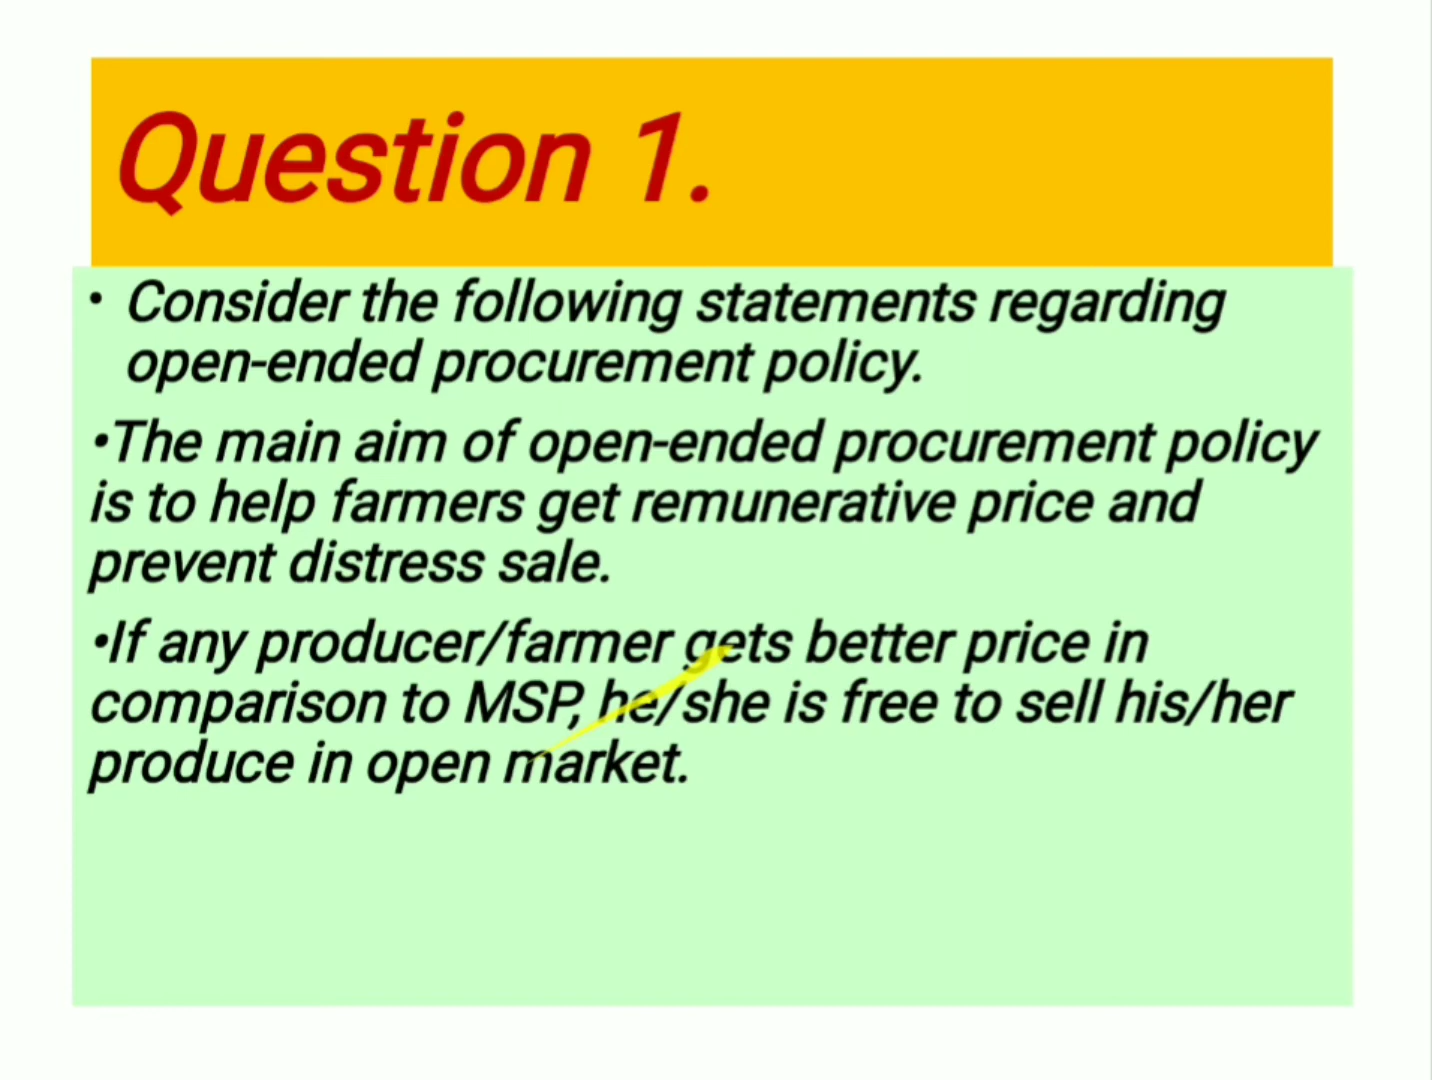 Question 1.
• Consider the following statements regarding
open-ended procurement policy.
•The main aim of open-ended procurement policy
is to help farmers get remunerative price and
prevent distress sale.
•If any producer/farmer gets better price in
comparison to MSP, he/she is free to sell his/her
produce in open market.